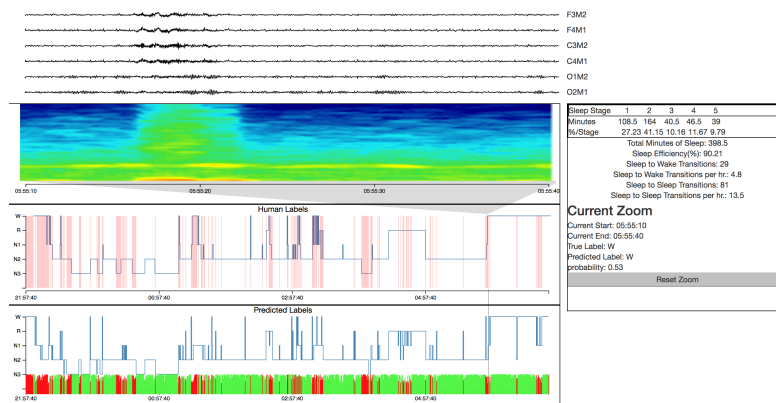 F3M2
F4M1
C3M2
C4M1
O1M2
O2M1
05:55:10 05:55:20 05:55:30 05:55:40
Sleep Stage 1 2 3 4 5
Minutes 108.5 164 40.5 46.5 39
%/Stage 27.23 41.15 10.16 11.67 9.79
Total Minutes of Sleep: 398.5
Sleep Efficiency(%): 90.21
Sleep to Wake Transitions: 29
Sleep to Wake Transitions per hr.: 4.8
Sleep to Sleep Transitions: 81
Sleep to Sleep Transitions per hr.: 13.5
Current Zoom
Current Start: 05:55:10
Current End: 05:55:40
True Label: W
Predicted Label: W
probability: 0.53
Reset Zoom
Human Labels
W
R
N1
N2
N3
21:57:40 00:57:40 02:57:40 04:57:40
Predicted Labels
W
R
N1
N2
N3
21:57:40 00:57:40 02:57:40 04:57:40